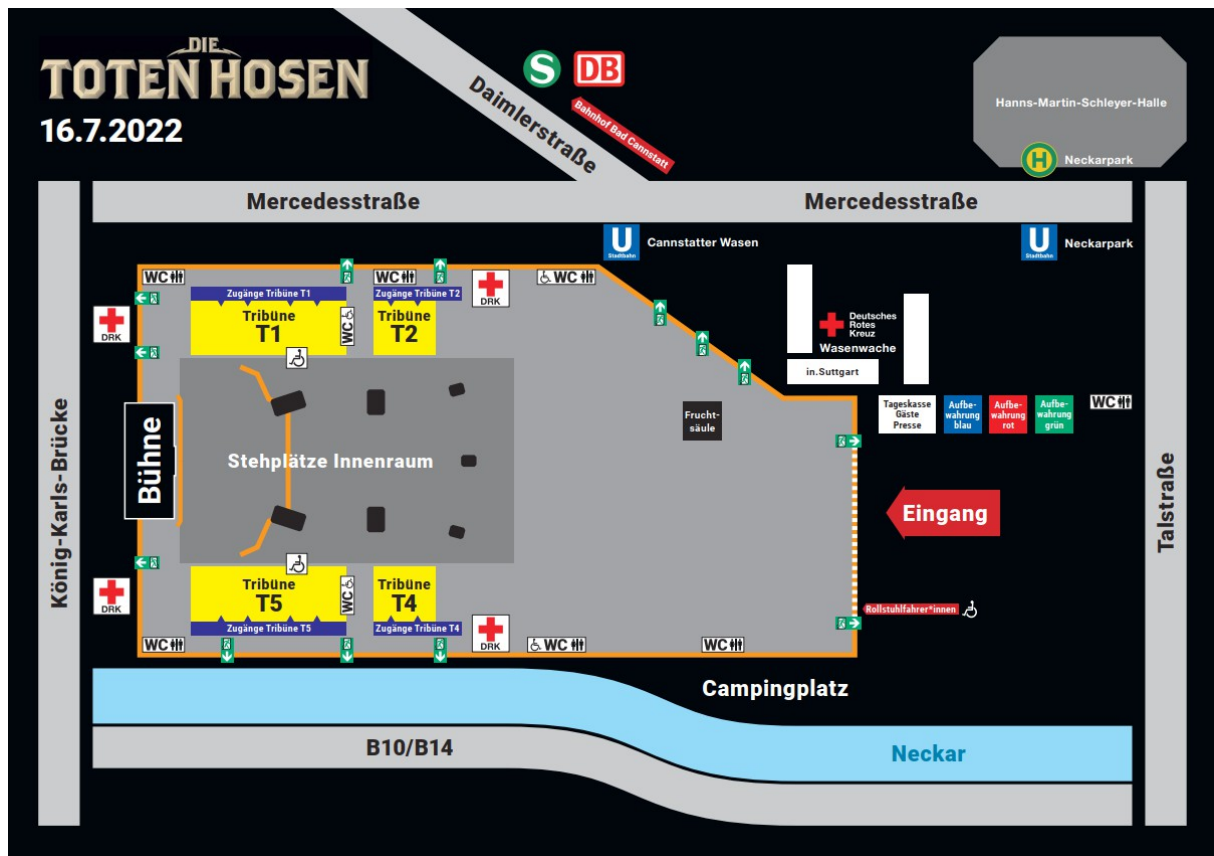 DIE
TOTEN HOSEN
16.7.2022
S
DB
Daimlerstraße
Bahnhof Bad Cannstatt
Hanns-Martin-Schleyer-Halle
H
Neckarpark
Mercedesstraße
Mercedesstraße
U
Stadtbahn
Cannstatter Wasen
U
Stadtbahn
Neckarpark
WC
WC
WC
DRK
Zugänge Tribüne T1
Zugänge Tribüne T2
Tribüne
T1
WC
Tribüne
T2
DRK
Deutsches
Rotes
Kreuz
Wasenwache
in.Suttgart
Tageskasse
Gäste
Presse
Aufbe-
wahrung
blau
Aufbe-
wahrung
rot
Aufbe-
wahrung
grün
WC
Frucht-
säule
König-Karls-Brücke
Bühne
Stehplätze Innenraum
Eingang
Talstraße
DRK
Tribüne
T5
WC
Tribüne
T4
Zugänge Tribüne T5
Zugänge Tribüne T4
DRK
Rollstuhlfahrer*innen
WC
WC
WC
Campingplatz
B10/B14
Neckar